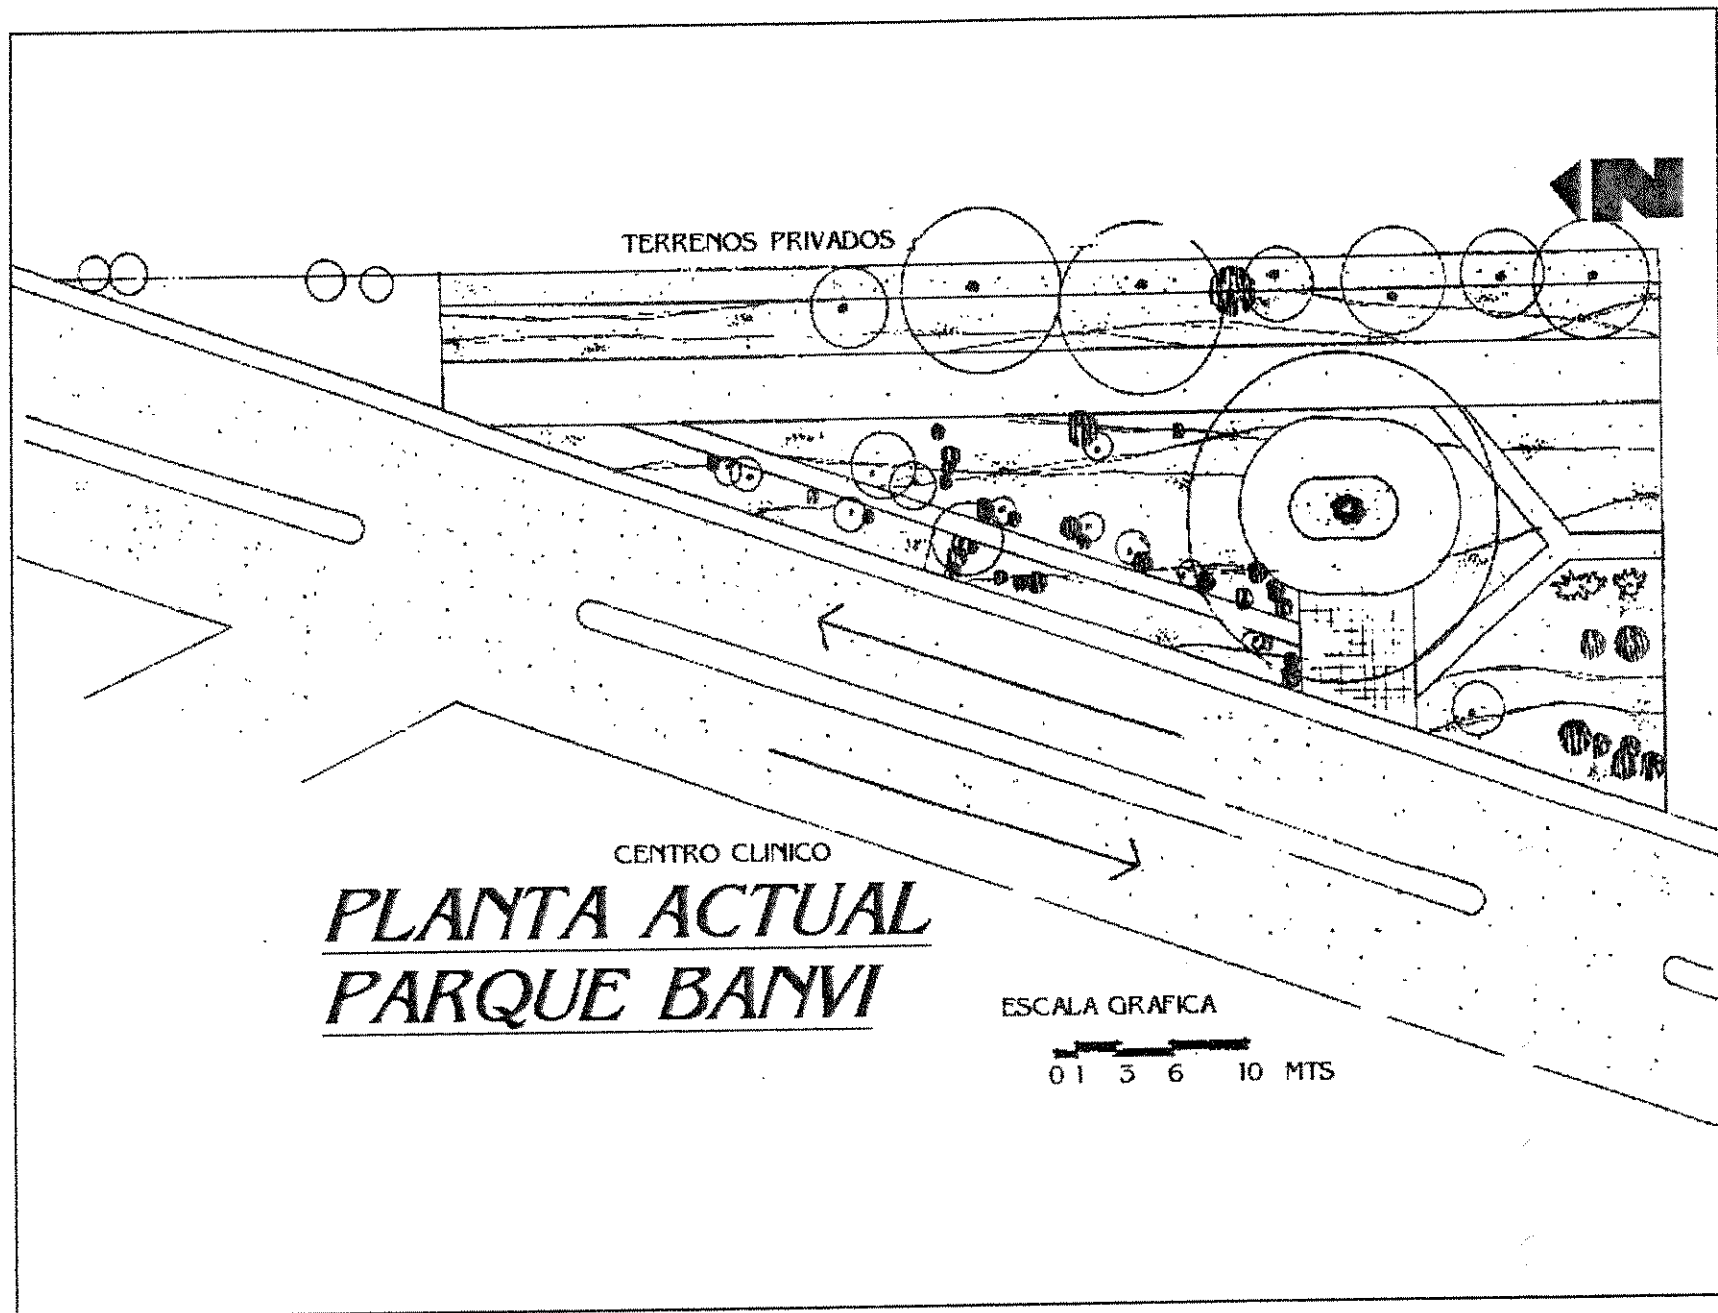 N
TERRENOS PRIVADOS
CENTRO CLINICO
PLANTA ACTUAL
PARQUE BANVI
ESCALA GRAFICA
0 1 3 6 10 MTS